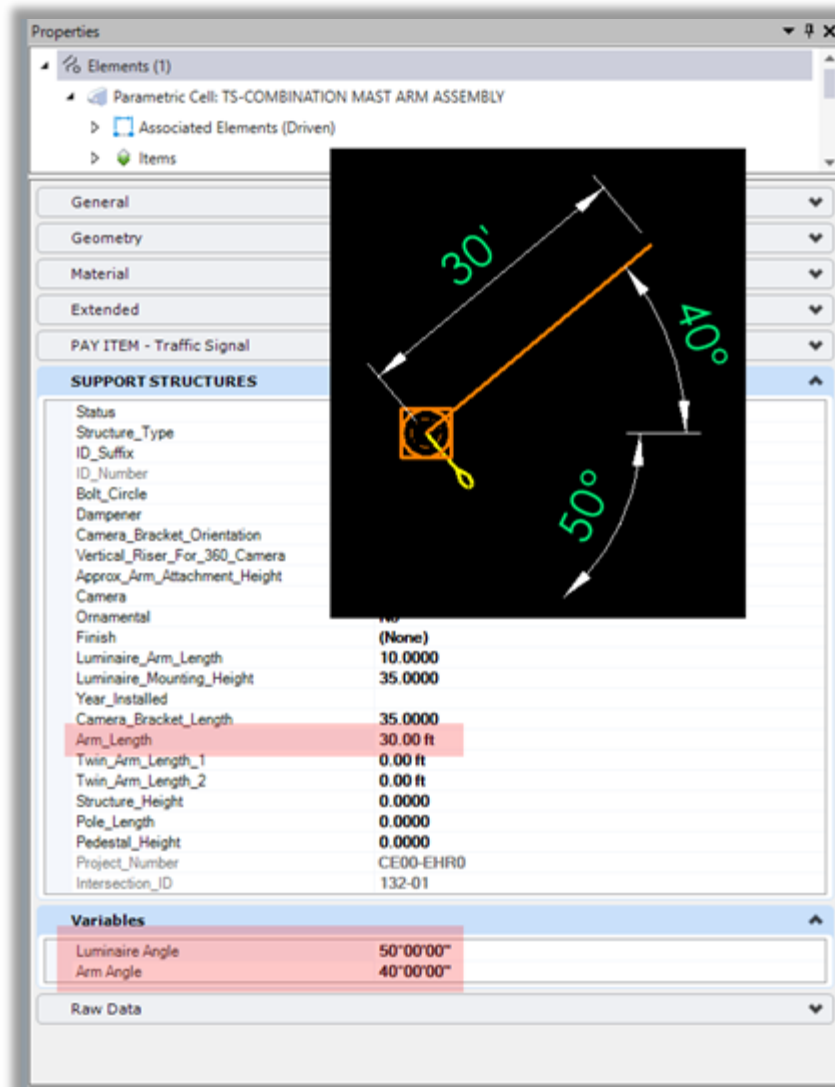 Properties
Elements (1)
Parametric Cell: TS-COMBINATION MAST ARM ASSEMBLY
Associated Elements (Driven)
Items
General
Geometry
Material
Extended
PAY ITEM - Traffic Signal
30'
40°
50°
SUPPORT STRUCTURES
Status
Structure_Type
ID_Suffix
ID_Number
Bolt_Circle
Dampener
Camera_Bracket_Orientation
Vertical_Riser_For_360_Camera
Approx_Arm_Attachment_Height
Camera
Ornamental No
Finish (None)
Luminaire_Arm_Length 10.0000
Luminaire_Mounting_Height 35.0000
Year_Installed
Camera_Bracket_Length 35.0000
Arm_Length 30.00 ft
Twin_Arm_Length_1 0.00 ft
Twin_Arm_Length_2 0.00 ft
Structure_Height 0.0000
Pole_Length 0.0000
Pedestal_Height 0.0000
Project_Number CE00-EHR0
Intersection_ID 132-01
Variables
Luminaire Angle 50°00'00"
Arm Angle 40°00'00"
Raw Data